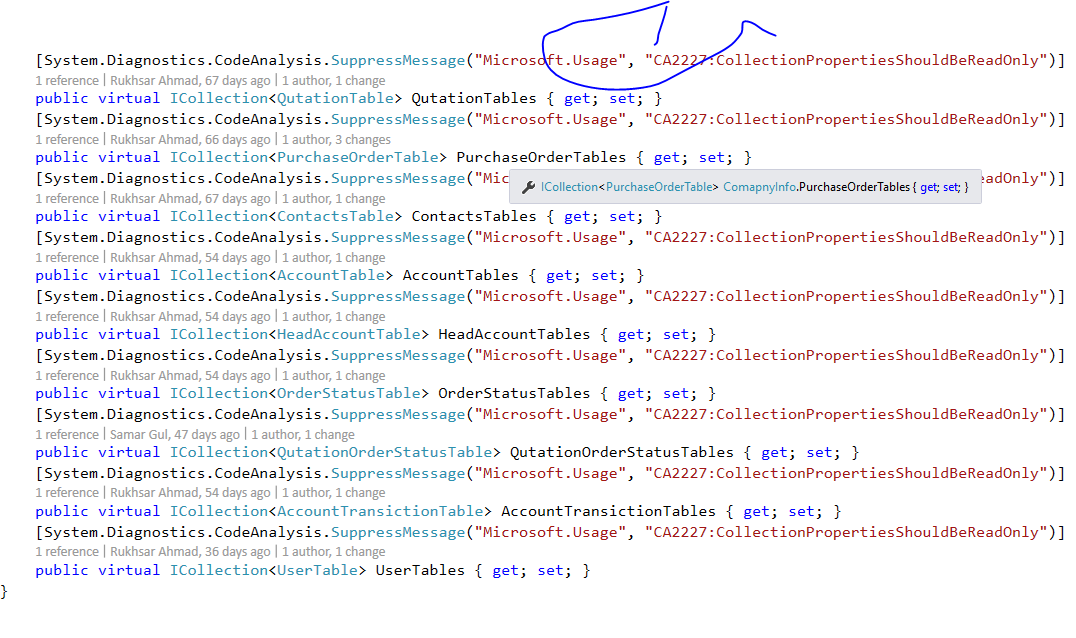 [System.Diagnostics.CodeAnalysis.SuppressMessage("Microsoft.Usage", "CA2227:CollectionPropertiesShouldBeReadOnly")]
1 reference | Rukhsar Ahmad, 67 days ago | 1 author, 1 change
public virtual ICollection<QutationTable> QutationTables { get; set; }
[System.Diagnostics.CodeAnalysis.SuppressMessage("Microsoft.Usage", "CA2227:CollectionPropertiesShouldBeReadOnly")]
1 reference | Rukhsar Ahmad, 66 days ago | 1 author, 3 changes
public virtual ICollection<PurchaseOrderTable> PurchaseOrderTables { get; set; }
[System.Diagnostics.CodeAnalysis.SuppressMessage("Mic eadOnly")]
ICollection<PurchaseOrderTable> ComapnyInfo.PurchaseOrderTables { get; set; }
1 reference | Rukhsar Ahmad, 67 days ago | 1 author, 1 change
public virtual ICollection<ContactsTable> ContactsTables { get; set; }
[System.Diagnostics.CodeAnalysis.SuppressMessage("Microsoft.Usage", "CA2227:CollectionPropertiesShouldBeReadOnly")]
1 reference | Rukhsar Ahmad, 54 days ago | 1 author, 1 change
public virtual ICollection<AccountTable> AccountTables { get; set; }
[System.Diagnostics.CodeAnalysis.SuppressMessage("Microsoft.Usage", "CA2227:CollectionPropertiesShouldBeReadOnly")]
1 reference | Rukhsar Ahmad, 54 days ago | 1 author, 1 change
public virtual ICollection<HeadAccountTable> HeadAccountTables { get; set; }
[System.Diagnostics.CodeAnalysis.SuppressMessage("Microsoft.Usage", "CA2227:CollectionPropertiesShouldBeReadOnly")]
1 reference | Rukhsar Ahmad, 54 days ago | 1 author, 1 change
public virtual ICollection<OrderStatusTable> OrderStatusTables { get; set; }
[System.Diagnostics.CodeAnalysis.SuppressMessage("Microsoft.Usage", "CA2227:CollectionPropertiesShouldBeReadOnly")]
1 reference | Samar Gul, 47 days ago | 1 author, 1 change
public virtual ICollection<QutationOrderStatusTable> QutationOrderStatusTables { get; set; }
[System.Diagnostics.CodeAnalysis.SuppressMessage("Microsoft.Usage", "CA2227:CollectionPropertiesShouldBeReadOnly")]
1 reference | Rukhsar Ahmad, 54 days ago | 1 author, 1 change
public virtual ICollection<AccountTransictionTable> AccountTransictionTables { get; set; }
[System.Diagnostics.CodeAnalysis.SuppressMessage("Microsoft.Usage", "CA2227:CollectionPropertiesShouldBeReadOnly")]
1 reference | Rukhsar Ahmad, 36 days ago | 1 author, 1 change
public virtual ICollection<UserTable> UserTables { get; set; }
}